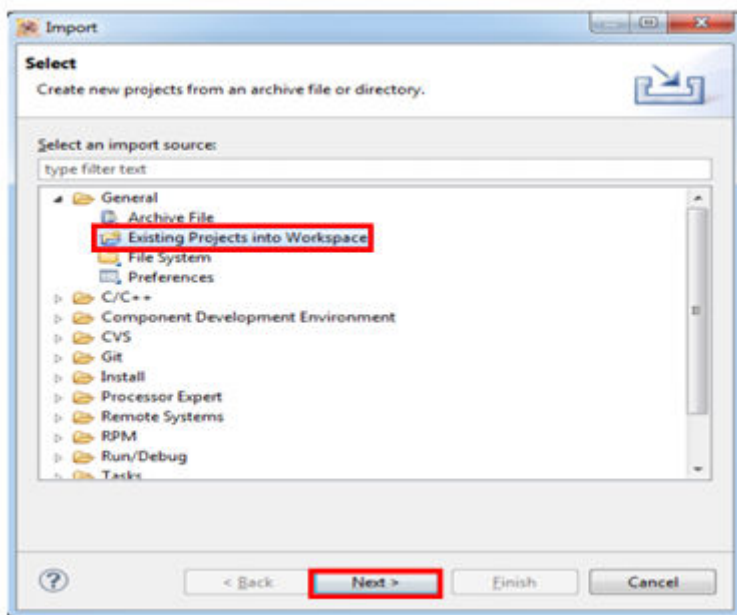 Import
Select
Create new projects from an archive file or directory.
Select an import source:
type filter text
General
Archive File
Existing Projects into Workspace
File System
Preferences
C/C++
Component Development Environment
CVS
Git
Install
Processor Expert
Remote Systems
RPM
Run/Debug
Tasks
?
< Back
Next >
Finish
Cancel